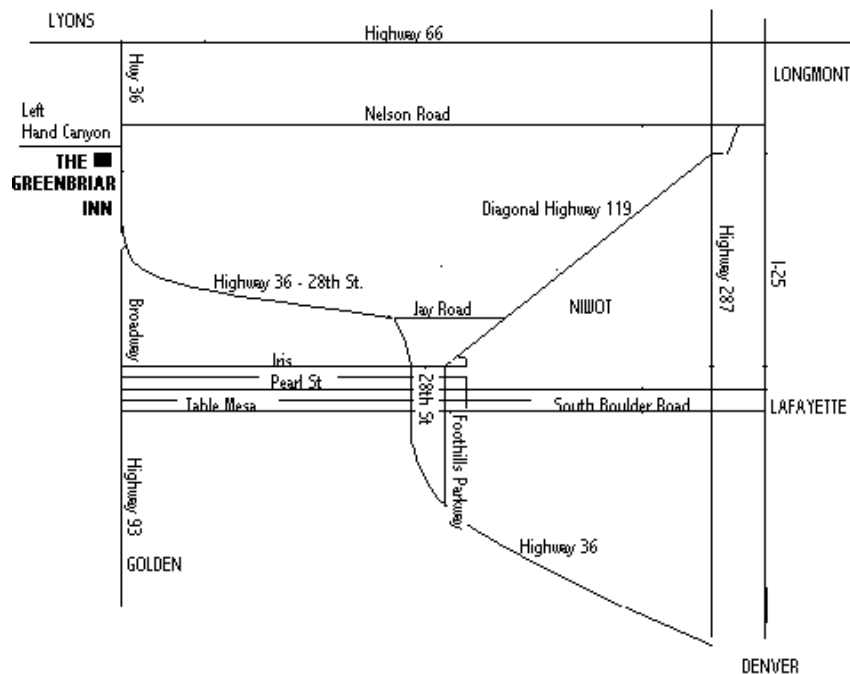 LYONS
Highway 66
Hwy 36
LONGMONT
Left
Hand Canyon
Nelson Road
THE
GREENBRIAR
INN
Diagonal Highway 119
Highway 36 - 28th St.
Highway 287
I-25
Broadway
Jay Road
NIWOT
Iris
Pearl St
28th St
Table Mesa
South Boulder Road
LAFAYETTE
Foothills Parkway
Highway 93
Highway 36
GOLDEN
DENVER